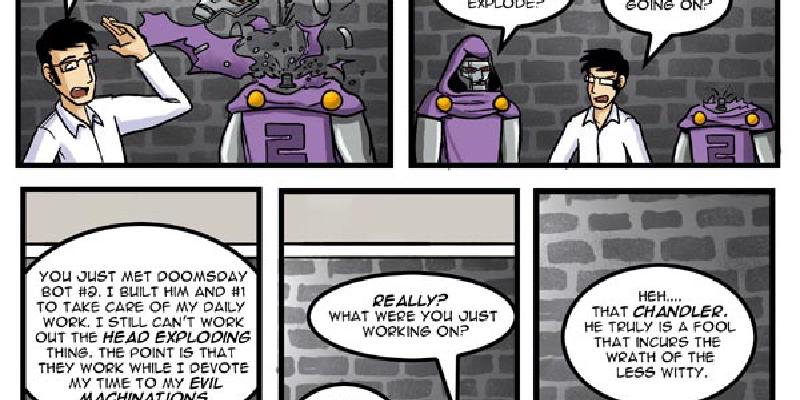 EXPLODE?
GOING ON?
2
2
YOU JUST MET DOOMSDAY
BOT #2. I BUILT HIM AND #1
TO TAKE CARE OF MY DAILY
WORK. I STILL CAN'T WORK
OUT THE HEAD EXPLODING
THING. THE POINT IS THAT
THEY WORK WHILE I DEVOTE
MY TIME TO MY EVIL
MACHINATIONS
REALLY?
WHAT WERE YOU JUST
WORKING ON?
HEH....
THAT CHANDLER.
HE TRULY IS A FOOL
THAT INCURS THE
WRATH OF THE
LESS WITTY.